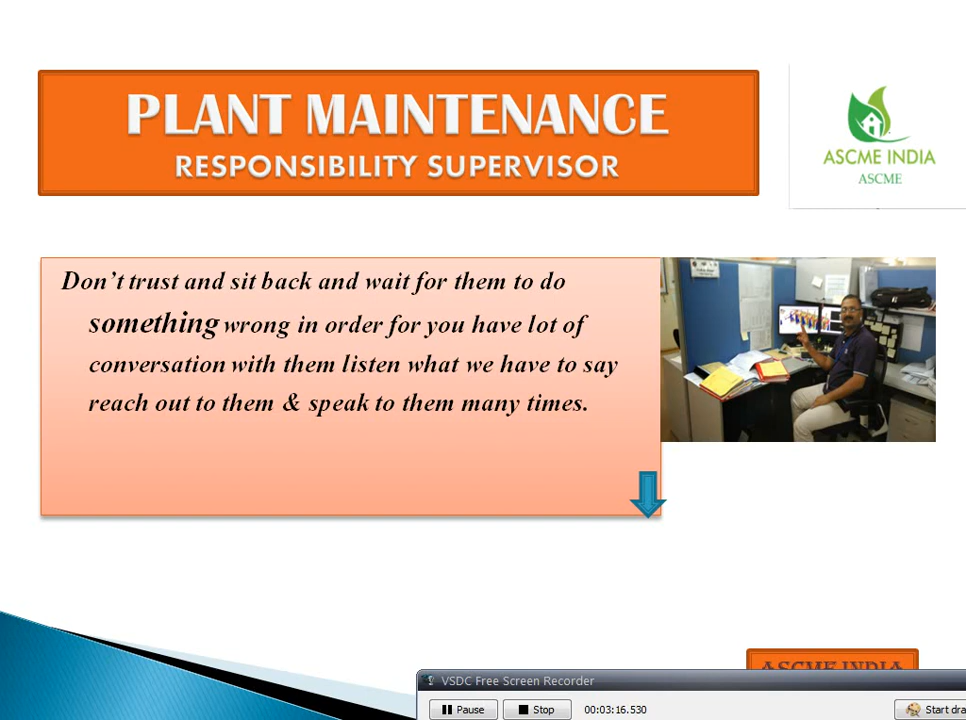 PLANT MAINTENANCE
RESPONSIBILITY SUPERVISOR
ASCME INDIA
ASCME
Don’t trust and sit back and wait for them to do
something wrong in order for you have lot of
conversation with them listen what we have to say
reach out to them & speak to them many times.
ASCME INDIA
VSDC Free Screen Recorder
Pause
Stop
00:03:16.530
Start dra